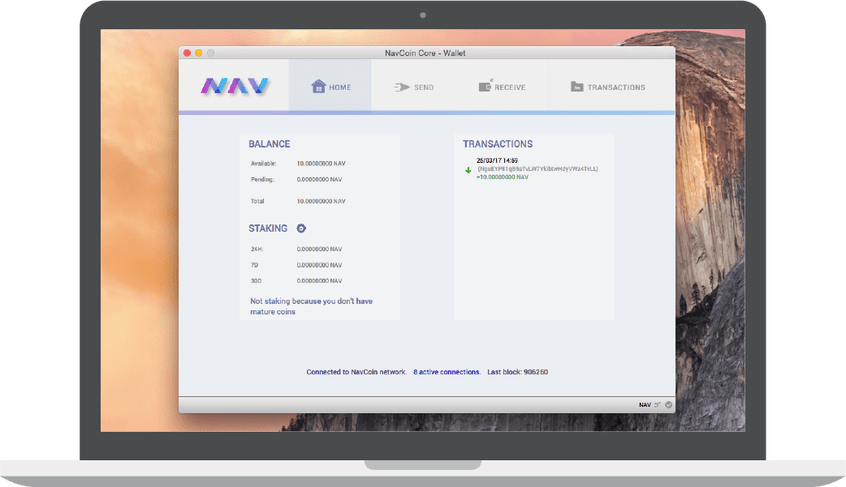 NavCoin Core - Wallet
NAV
HOME
SEND
RECEIVE
TRANSACTIONS
BALANCE
Available: 10.00000000 NAV
Pending: 0.00000000 NAV
Total 10.00000000 NAV
STAKING
24H: 0.00000000 NAV
7D 0.00000000 NAV
30D 0.00000000 NAV
Not staking because you don't have
mature coins
TRANSACTIONS
25/03/17 14:59
+10.00000000 NAV
Connected to NavCoin network. 8 active connections. Last block: 906260
NAV